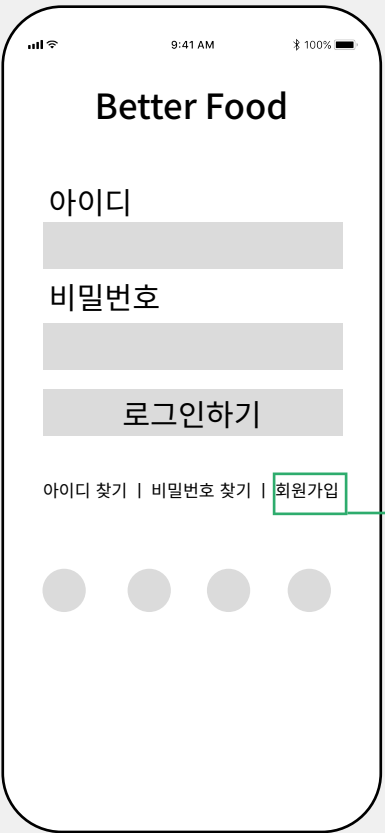 9:41 AM 100%
Better Food
아이디
비밀번호
로그인하기
아이디 찾기 | 비밀번호 찾기 | 회원가입